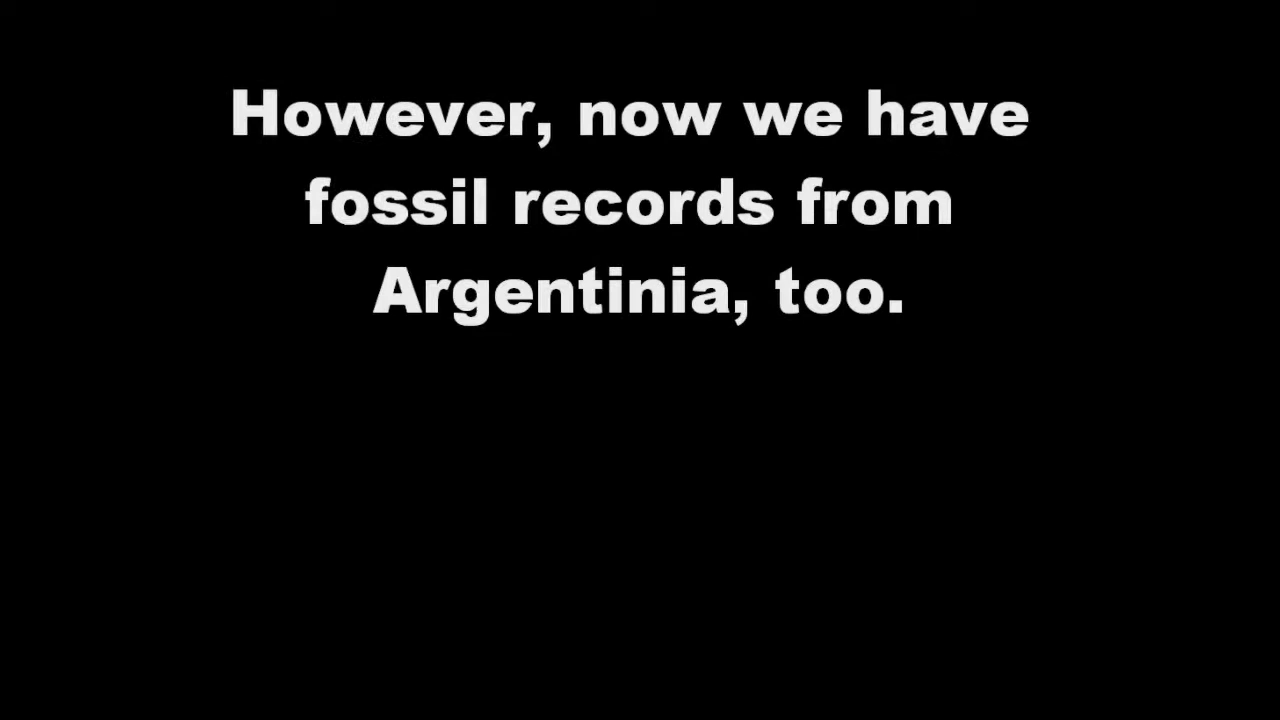 However, now we have
fossil records from
Argentinia, too.